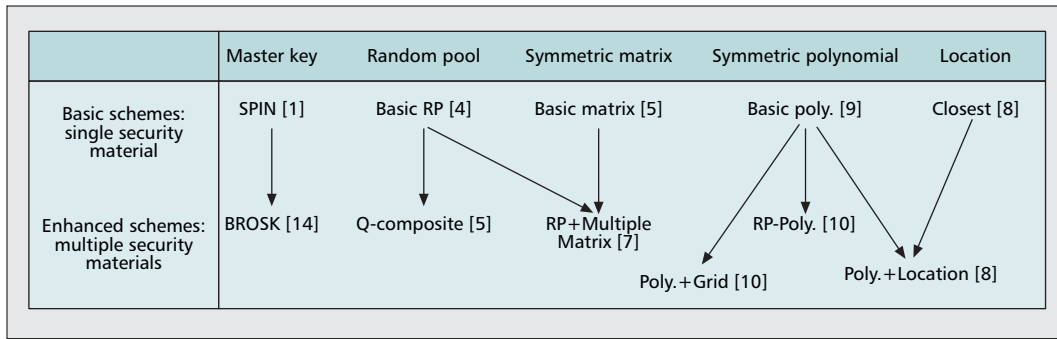 Master key Random pool Symmetric matrix Symmetric polynomial Location
Basic schemes:
single security
material
SPIN [1] Basic RP [4] Basic matrix [5] Basic poly. [9] Closest [8]
Enhanced schemes:
multiple security
materials
BROSK [14] Q-composite [5] RP+Multiple
Matrix [7]
RP-Poly. [10]
Poly.+Grid [10] Poly.+Location [8]